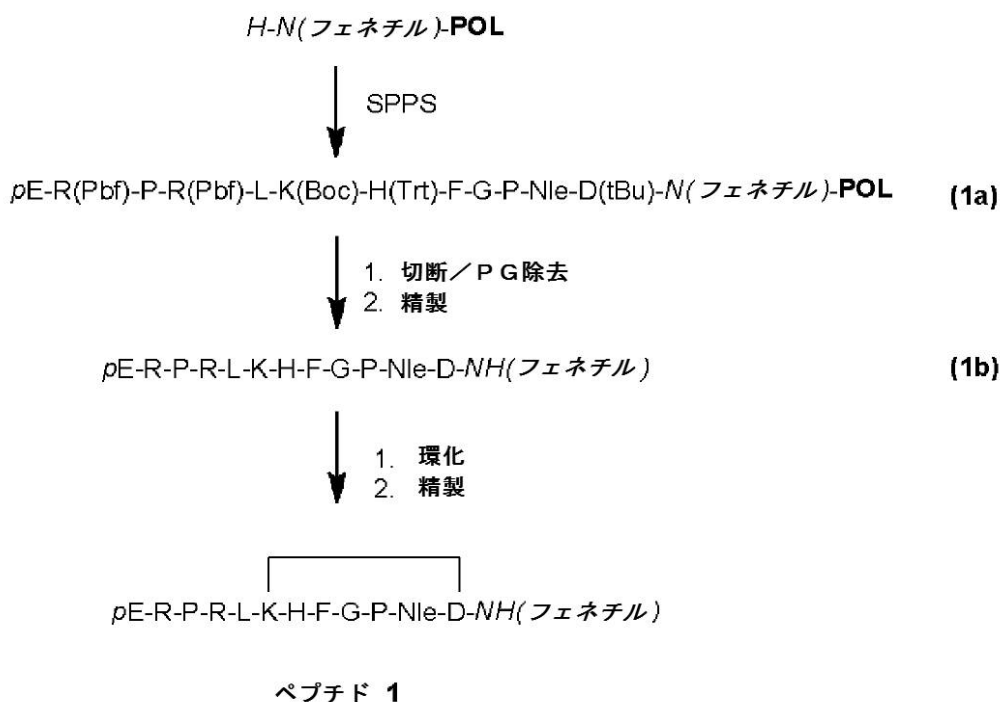 H-N(フェネチル)-POL
SPPS
pE-R(Pbf)-P-R(Pbf)-L-K(Boc)-H(Trt)-F-G-P-Nle-D(tBu)-N(フェネチル)-POL (1a)
1. 切断／ＰＧ除去
2. 精製
pE-R-P-R-L-K-H-F-G-P-Nle-D-NH(フェネチル) (1b)
1. 環化
2. 精製
pE-R-P-R-L-K-H-F-G-P-Nle-D-NH(フェネチル)
ペプチド 1